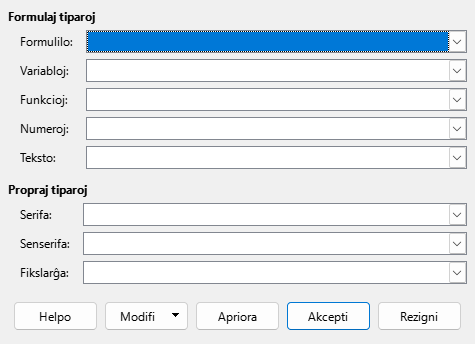 Formulaj tiparoj
Formulilo:
Variabloj:
Funkcioj:
Numeroj:
Teksto:
Propraj tiparoj
Serifa:
Senserifa:
Fikslarĝa:
Helpo Modifi Apriora Akcepti Rezigni